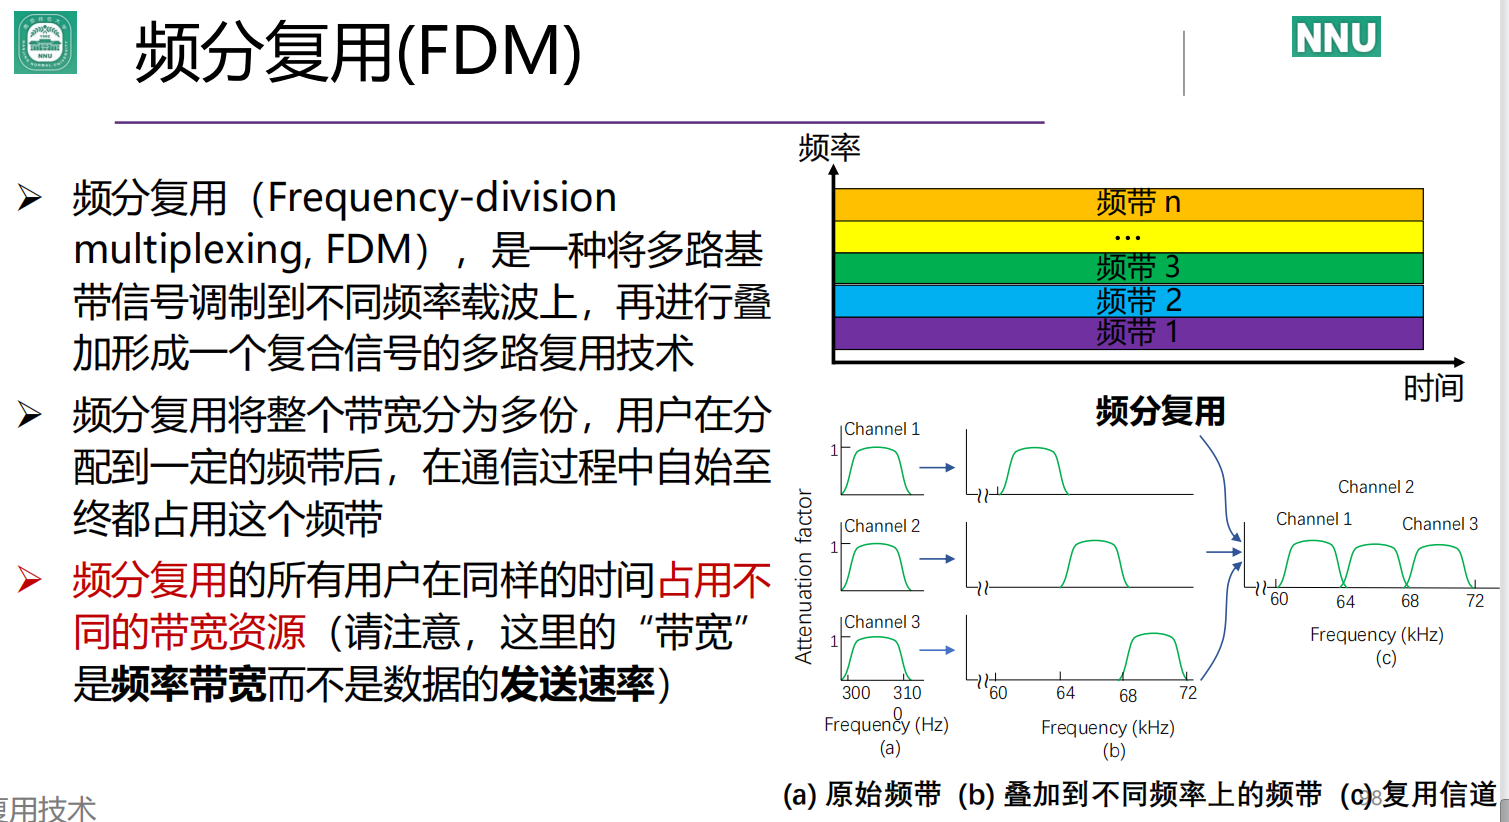 频分复用(FDM)
NNU
NNU
频分复用（Frequency-division
multiplexing, FDM），是一种将多路基
带信号调制到不同频率载波上，再进行叠
加形成一个复合信号的多路复用技术
频分复用将整个带宽分为多份，用户在分
配到一定的频带后，在通信过程中自始至
终都占用这个频带
频分复用的所有用户在同样的时间占用不
同的带宽资源（请注意，这里的“带宽”
是频率带宽而不是数据的发送速率）
频率
频带 n
...
频带 3
频带 2
频带 1
时间
频分复用
Attenuation factor
Channel 1
1
Channel 2
1
Channel 3
1
300
310
0
Frequency (Hz)
(a)
60
64
68
72
Frequency (kHz)
(b)
Channel 2
Channel 1
Channel 3
60
64
68
72
Frequency (kHz)
(c)
(a) 原始频带 (b) 叠加到不同频率上的频带 (c) 复用信道
98
复用技术